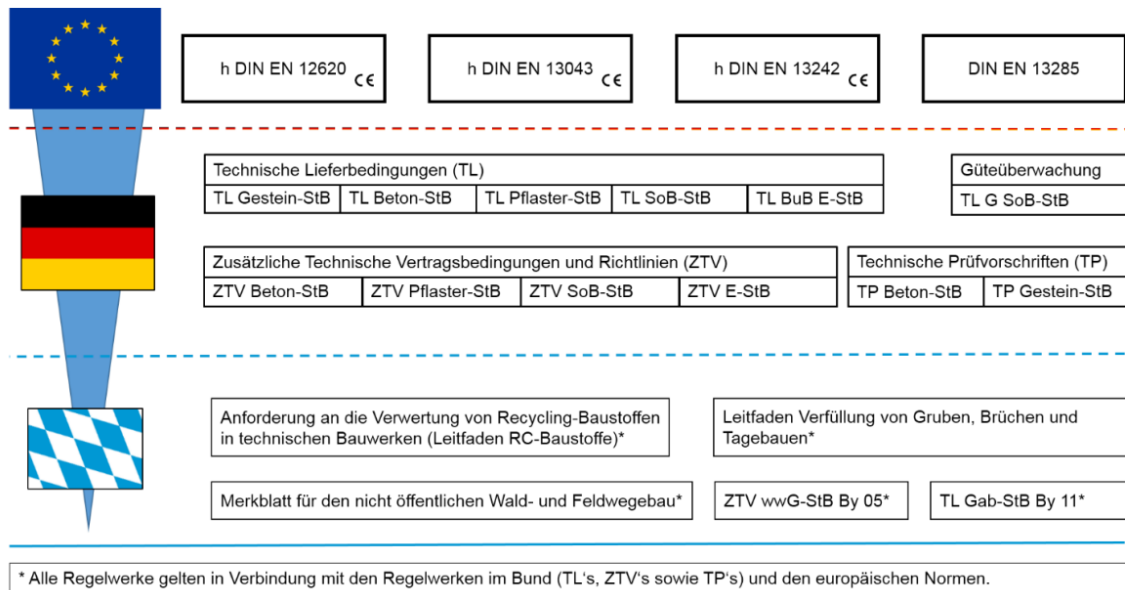 h DIN EN 12620 CE
h DIN EN 13043 CE
h DIN EN 13242 CE
DIN EN 13285
Technische Lieferbedingungen (TL)
TL Gestein-StB
TL Beton-StB
TL Pflaster-StB
TL SoB-StB
TL BuB E-StB
Güteüberwachung
TL G SoB-StB
Zusätzliche Technische Vertragsbedingungen und Richtlinien (ZTV)
ZTV Beton-StB
ZTV Pflaster-StB
ZTV SoB-StB
ZTV E-StB
Technische Prüfvorschriften (TP)
TP Beton-StB
TP Gestein-StB
Anforderung an die Verwertung von Recycling-Baustoffen
in technischen Bauwerken (Leitfaden RC-Baustoffe)*
Leitfaden Verfüllung von Gruben, Brüchen und
Tagebauen*
Merkblatt für den nicht öffentlichen Wald- und Feldwegebau*
ZTV wwG-StB By 05*
TL Gab-StB By 11*
* Alle Regelwerke gelten in Verbindung mit den Regelwerken im Bund (TL‘s, ZTV‘s sowie TP‘s) und den europäischen Normen.